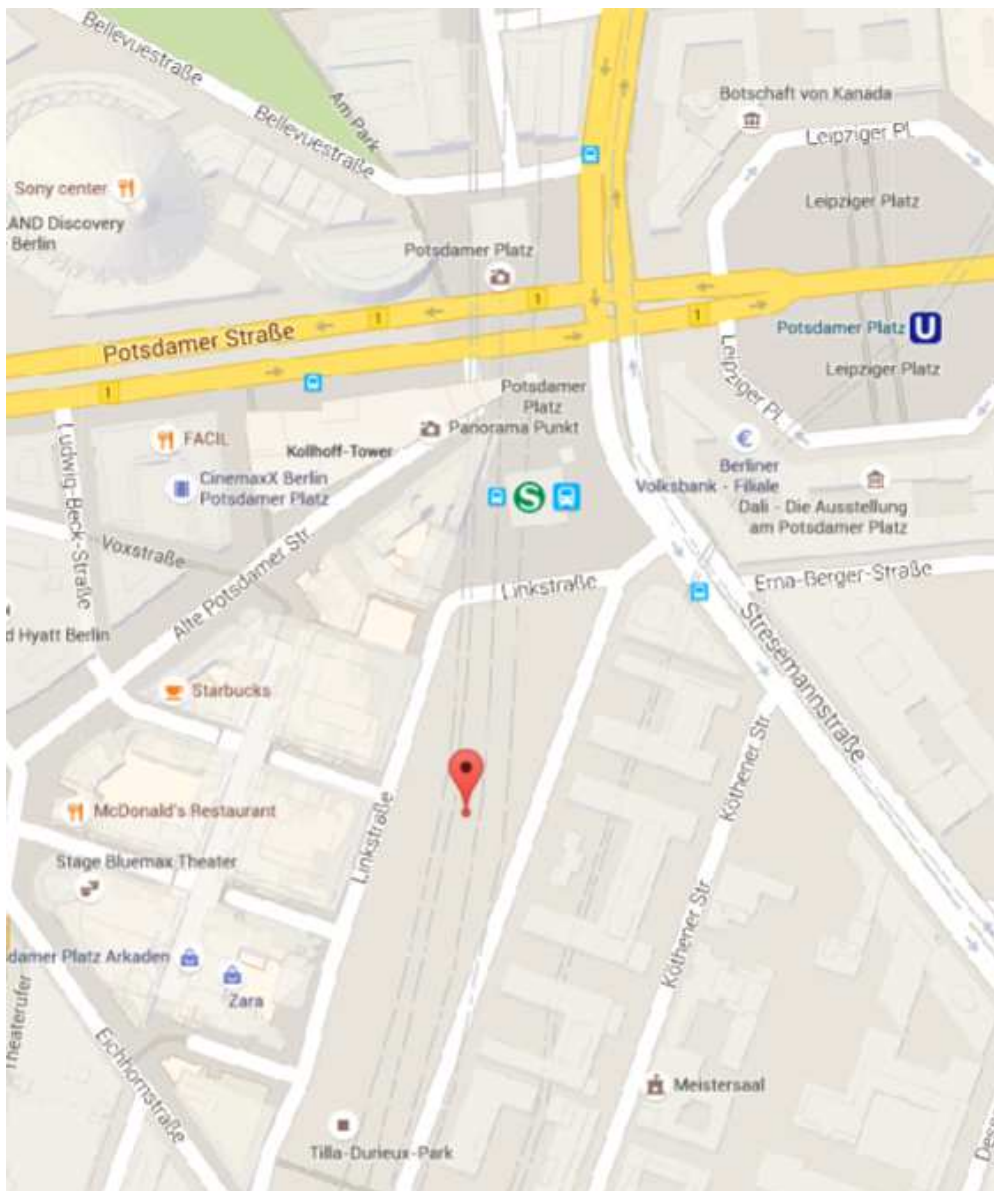 Bellevuestraße
Am Park
Bellevuestraße
Botschaft von Kanada
Leipziger Pl.
Sony center
Leipziger Platz
AND Discovery
Berlin
Potsdamer Platz
1
1
1
Potsdamer Straße
Potsdamer Platz
U
Leipziger Platz
1
Leipziger Pl.
Potsdamer
Platz
Panorama Punkt
FACIL
Kollhoff-Tower
€
Berliner
Volksbank - Filiale
CinemaxX Berlin
Potsdamer Platz
Dali - Die Ausstellung
am Potsdamer Platz
S
Ludwig-Beck-Straße
Voxstraße
Alte Potsdamer Str.
Linkstraße
Erna-Berger-Straße
d Hyatt Berlin
Stresemannstraße
Starbucks
Köthener Str.
McDonald's Restaurant
Linkstraße
Stage Bluemax Theater
Köthener Str.
damer Platz Arkaden
Zara
Theaterufer
Eichhornstraße
Meistersaal
Tilla-Durieux-Park
Dess